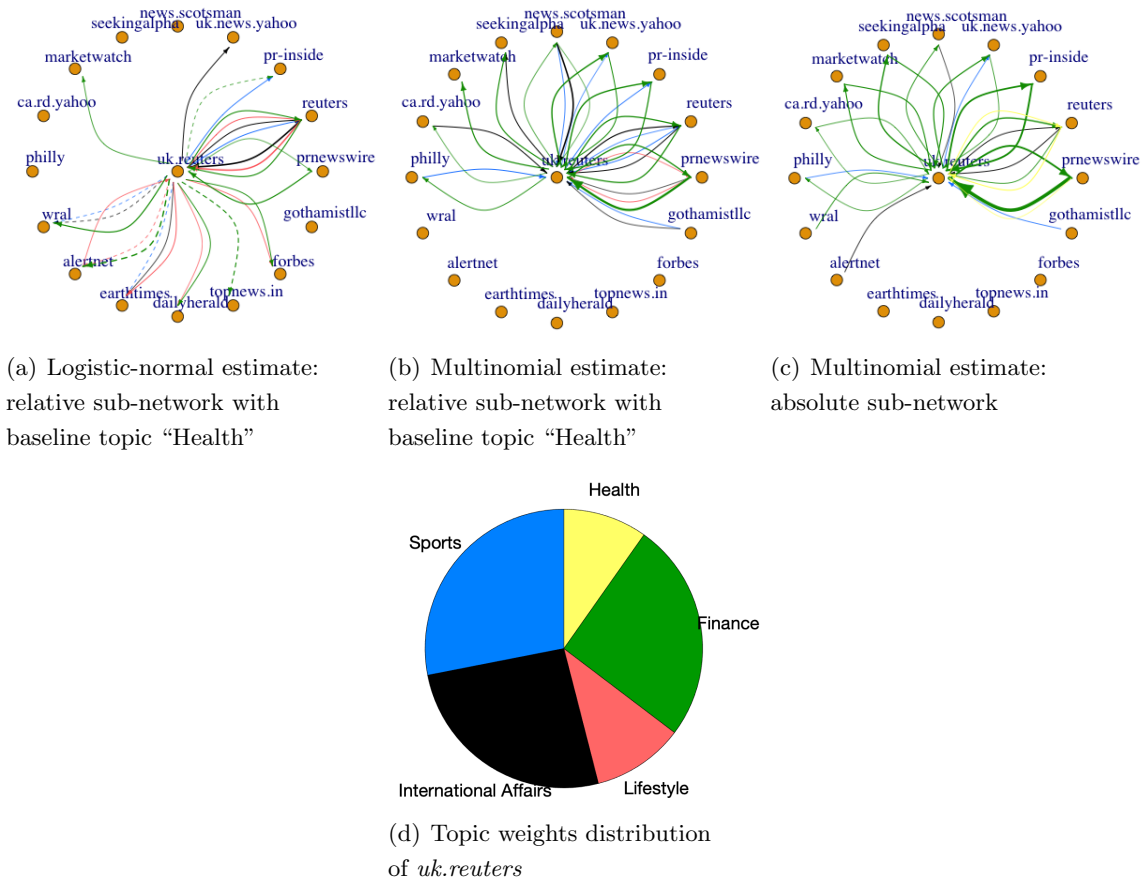 news.scotsman
seekingalpha
uk.news.yahoo
marketwatch
pr-inside
ca.rd.yahoo
reuters
philly
uk.reuters
prnewswire
wral
gothamistllc
alertnet
forbes
earthtimes
topnews.in
dailyherald
news.scotsman
seekingalpha
uk.news.yahoo
marketwatch
pr-inside
ca.rd.yahoo
reuters
philly
uk.reuters
prnewswire
wral
gothamistllc
alertnet
forbes
earthtimes
topnews.in
dailyherald
news.scotsman
seekingalpha
uk.news.yahoo
marketwatch
pr-inside
ca.rd.yahoo
reuters
philly
uk.reuters
prnewswire
wral
gothamistllc
alertnet
forbes
earthtimes
topnews.in
dailyherald
(a) Logistic-normal estimate:
relative sub-network with
baseline topic “Health”
(b) Multinomial estimate:
relative sub-network with
baseline topic “Health”
(c) Multinomial estimate:
absolute sub-network
Health
Sports
Finance
International Affairs
Lifestyle
(d) Topic weights distribution
of uk.reuters